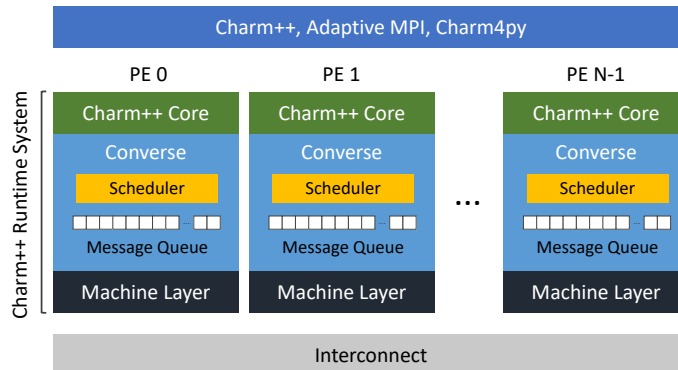 Charm++, Adaptive MPI, Charm4py
PE 0 PE 1 PE N-1
Charm++ Runtime System
Charm++ Core Charm++ Core Charm++ Core
Converse Converse Converse
Scheduler Scheduler ... Scheduler
... ... ...
Message Queue Message Queue Message Queue
Machine Layer Machine Layer Machine Layer
Interconnect